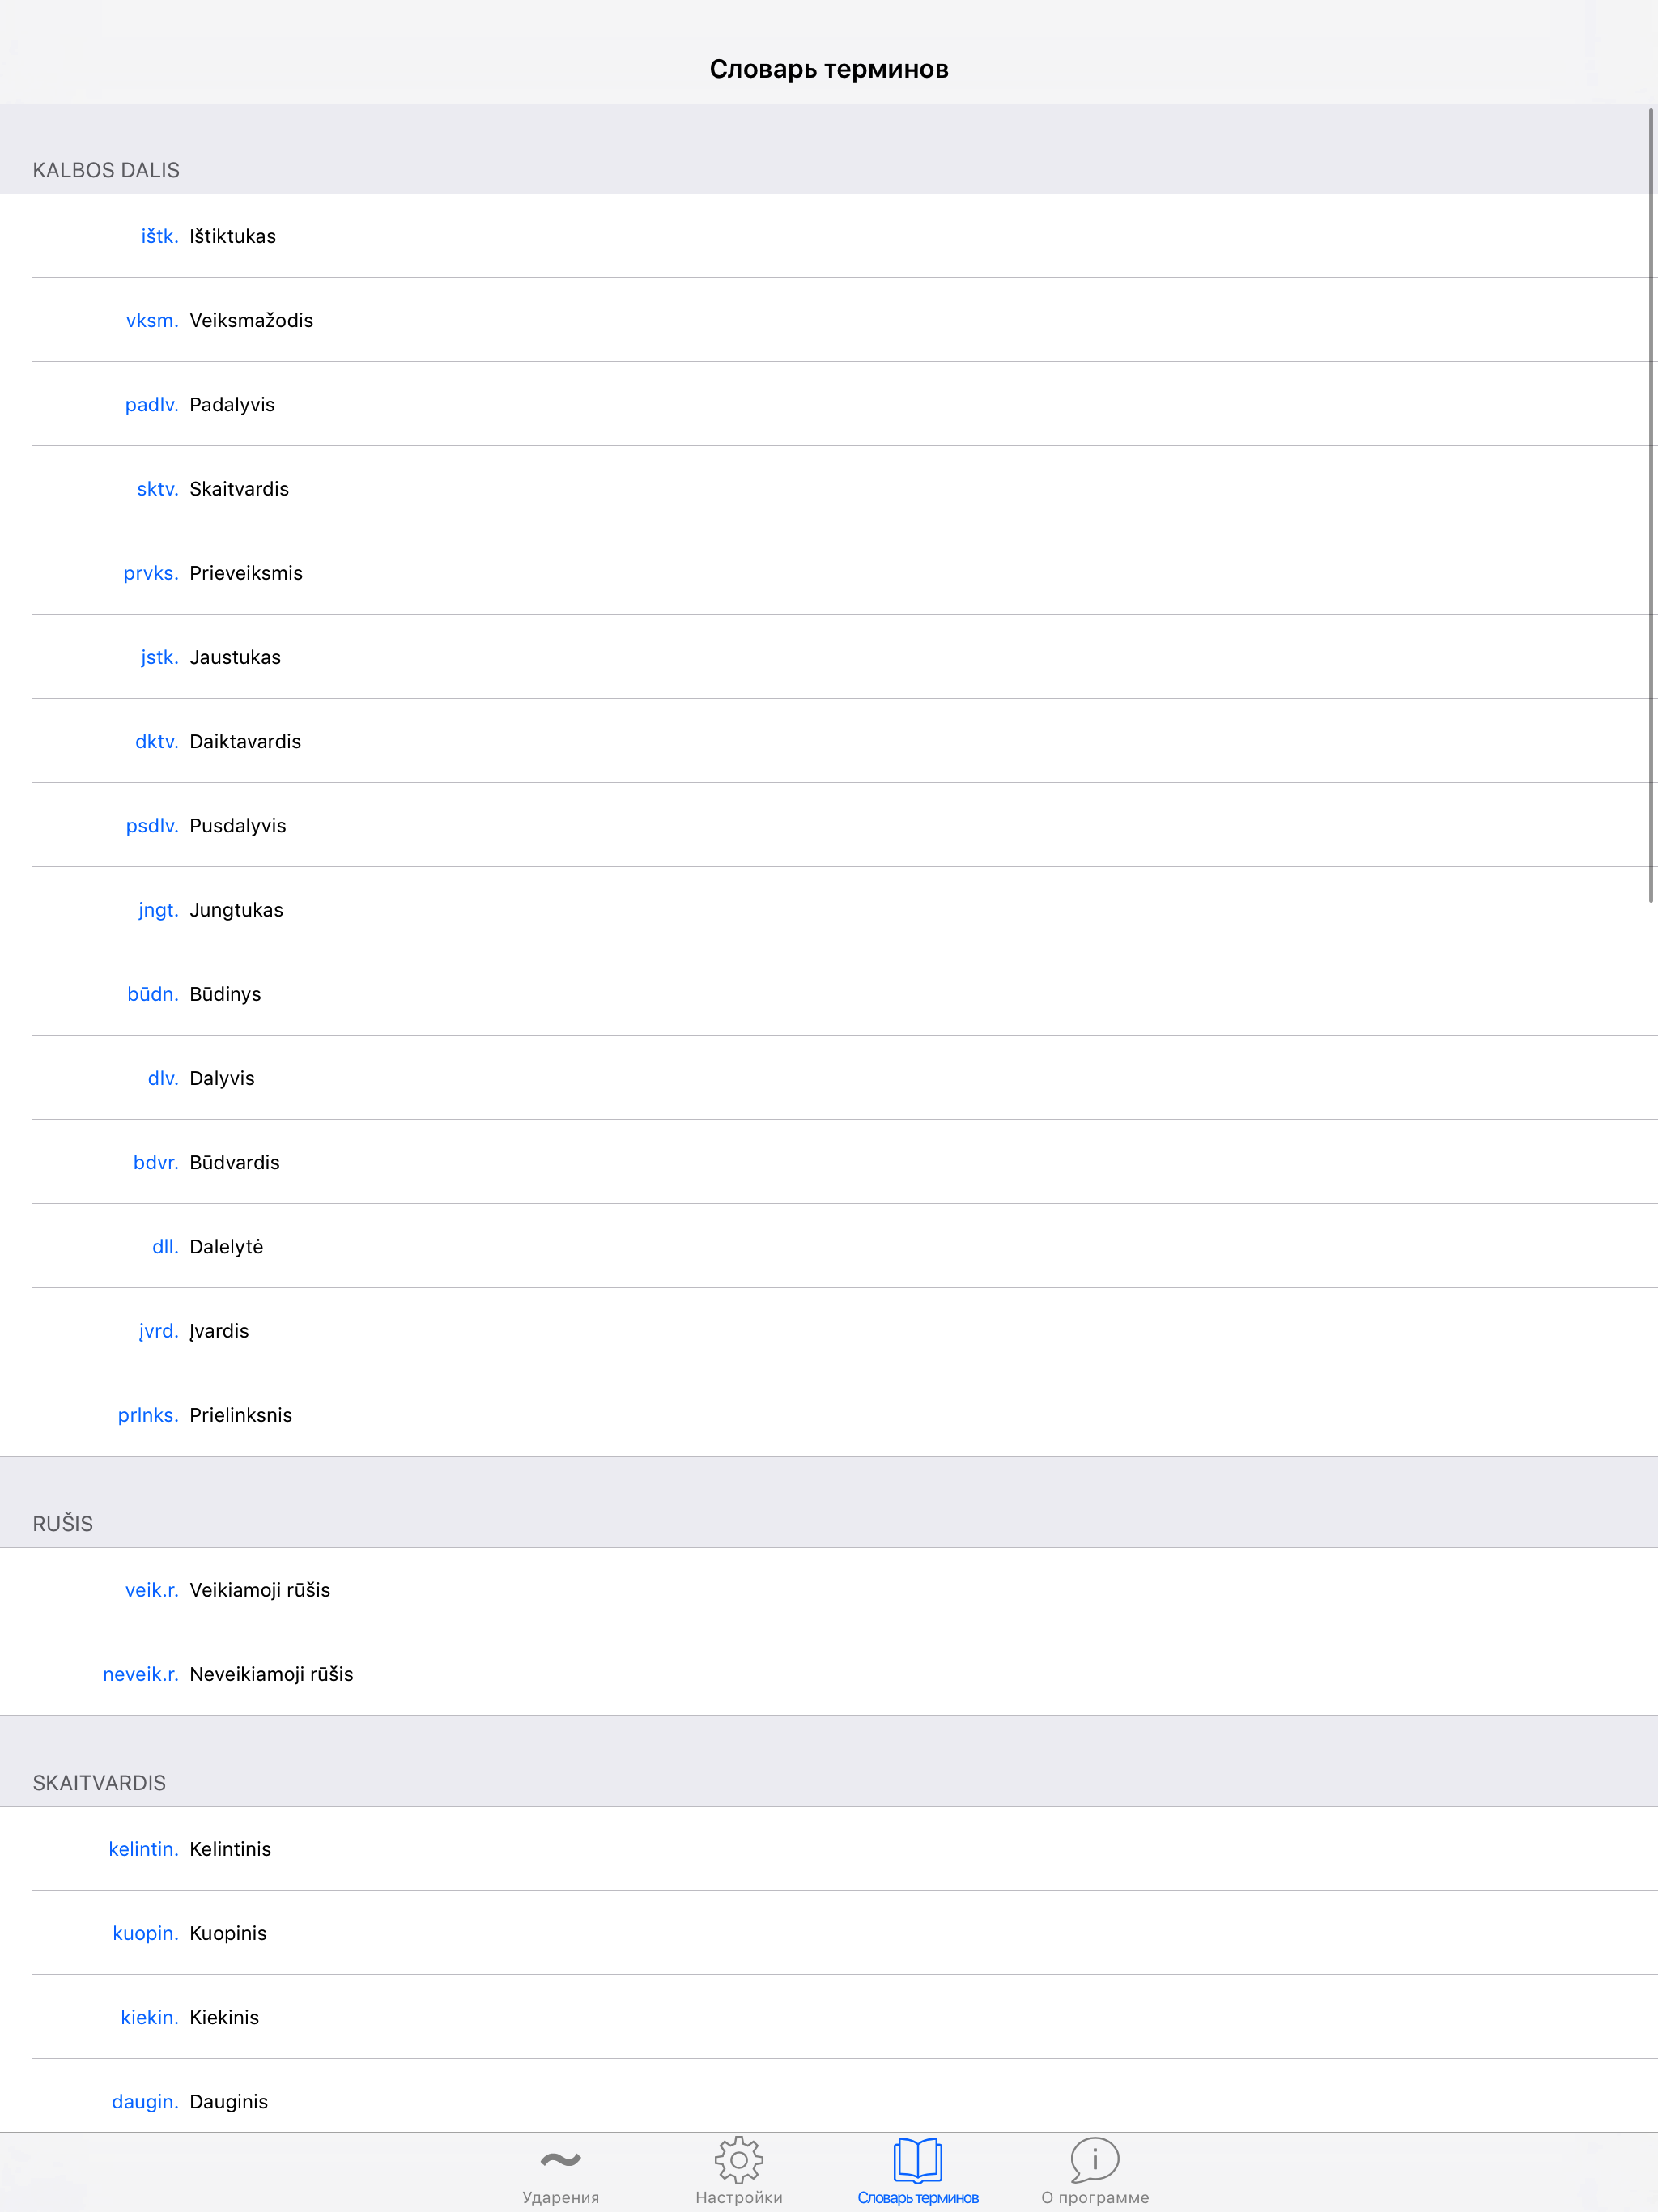 Словарь терминов
KALBOS DALIS
ištk. Ištiktukas
vksm. Veiksmažodis
padlv. Padalyvis
sktv. Skaitvardis
prvks. Prieveiksmis
jstk. Jaustukas
dktv. Daiktavardis
psdlv. Pusdalyvis
jngt. Jungtukas
būdn. Būdinys
dlv. Dalyvis
bdvr. Būdvardis
dll. Dalelytė
įvrd. Įvardis
prlnks. Prielinksnis
RUŠIS
veik.r. Veikiamoji rūšis
neveik.r. Neveikiamoji rūšis
SKAITVARDIS
kelintin. Kelintinis
kuopin. Kuopinis
kiekin. Kiekinis
daugin. Dauginis
Ударения Настройки Словарь терминов О программе